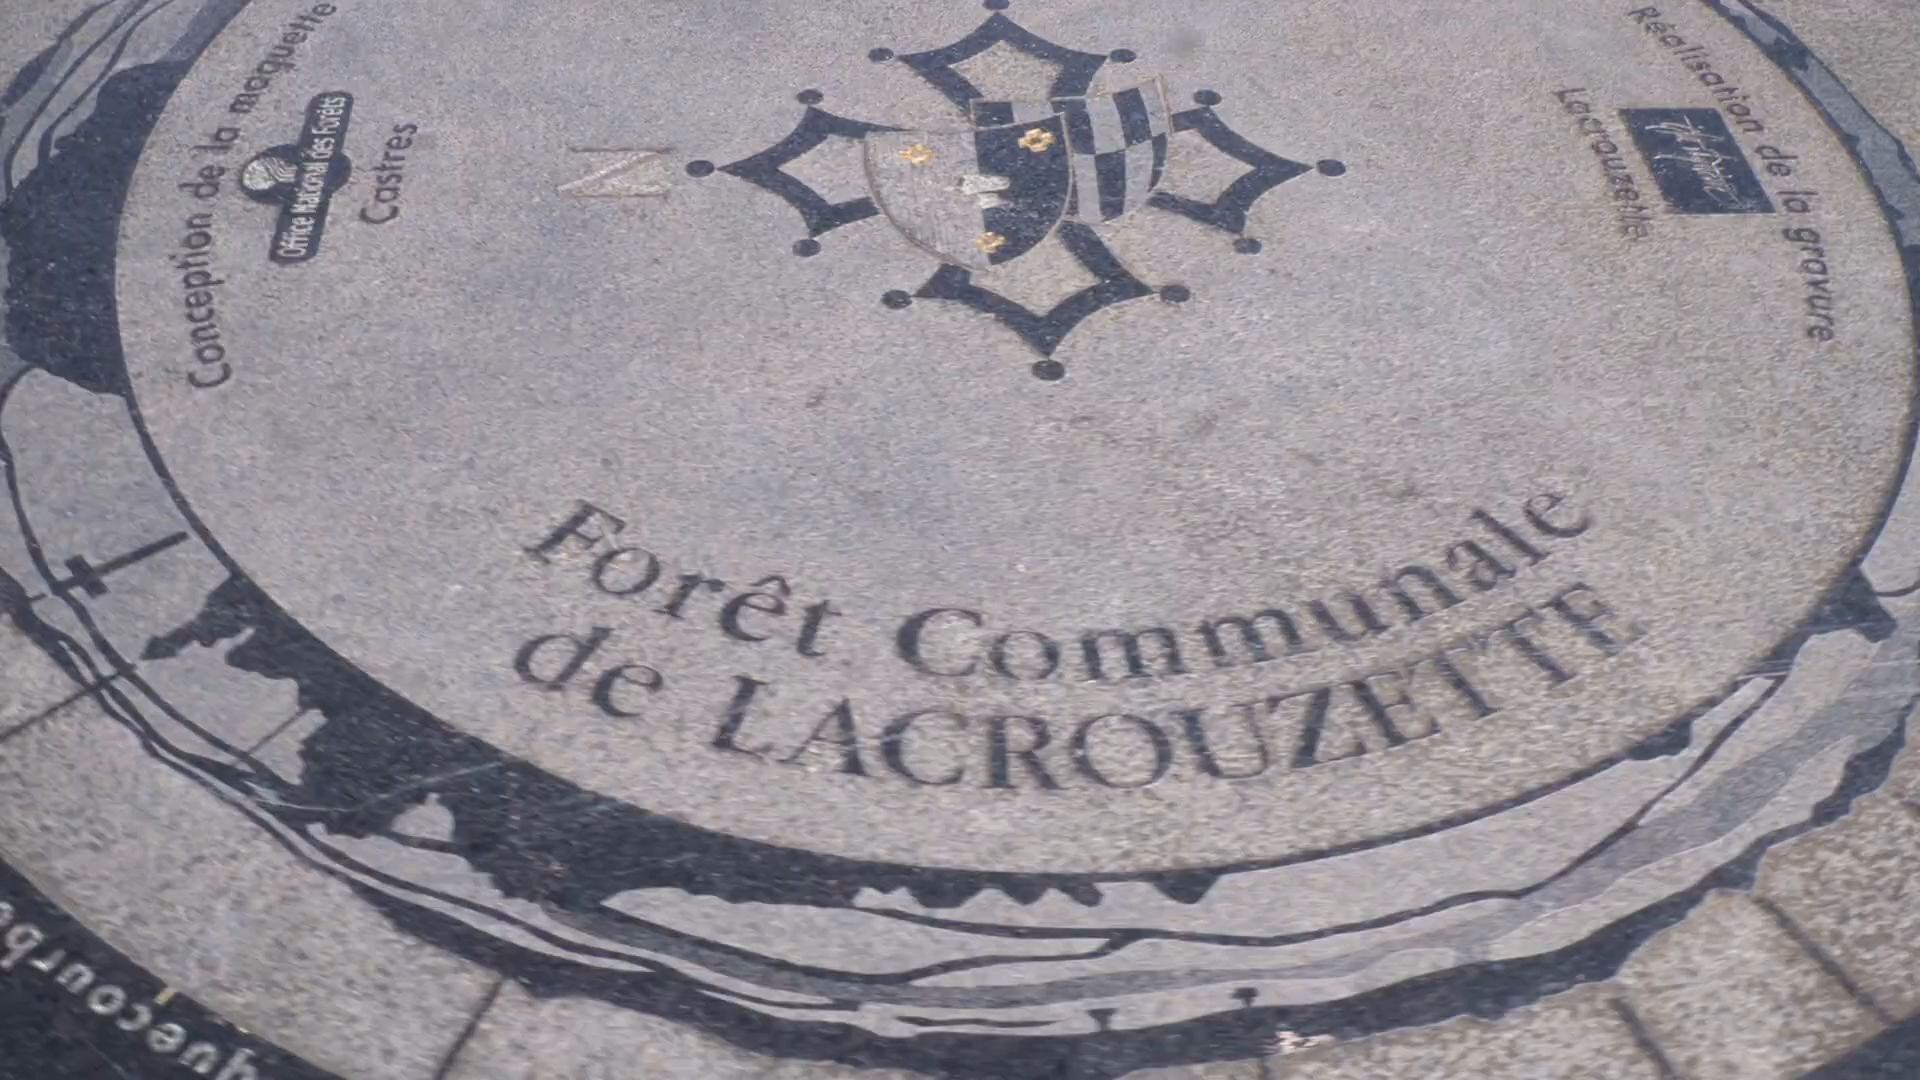 Conception de la maquette
Office National des Forêts
Castres
N
Réalisation de la gravure
Lacrouzette
Forêt Communale
de LACROUZETTE